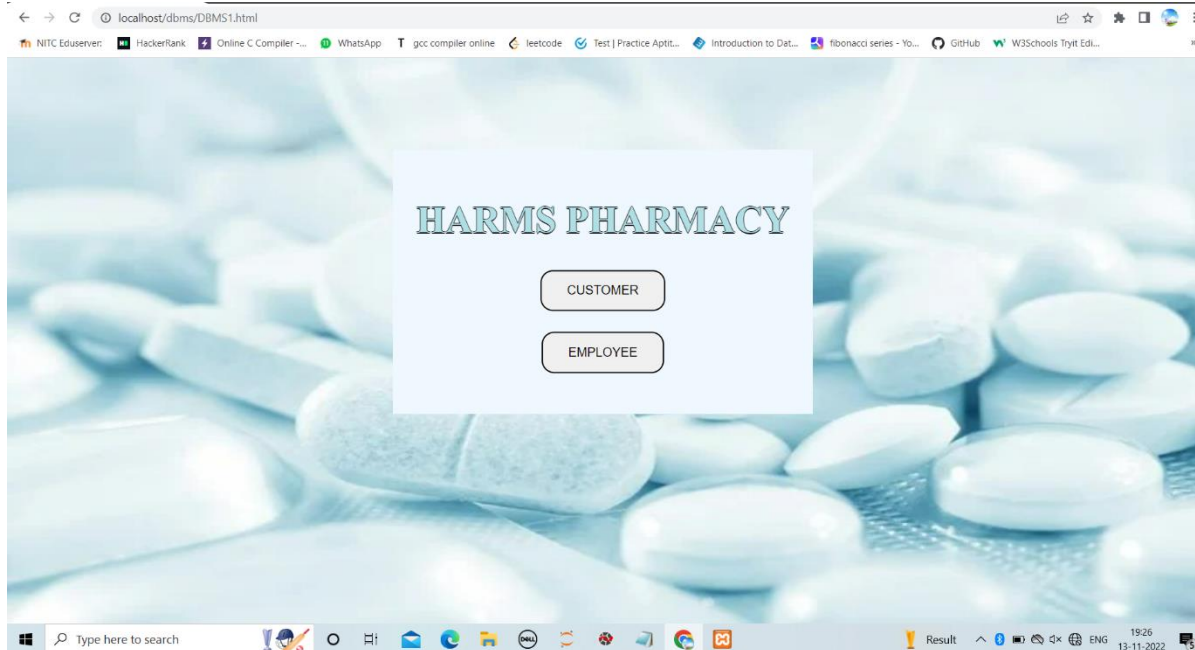 localhost/dbms/DBMS1.html
NITC Eduserver: HackerRank Online C Compiler -... WhatsApp gcc compiler online leetcode Test | Practice Aptit... Introduction to Dat... fibonacci series - Yo... GitHub W3Schools Tryit Edi...
HARMS PHARMACY
CUSTOMER
EMPLOYEE
Type here to search
DELL
Result
ENG
19:26
13-11-2022